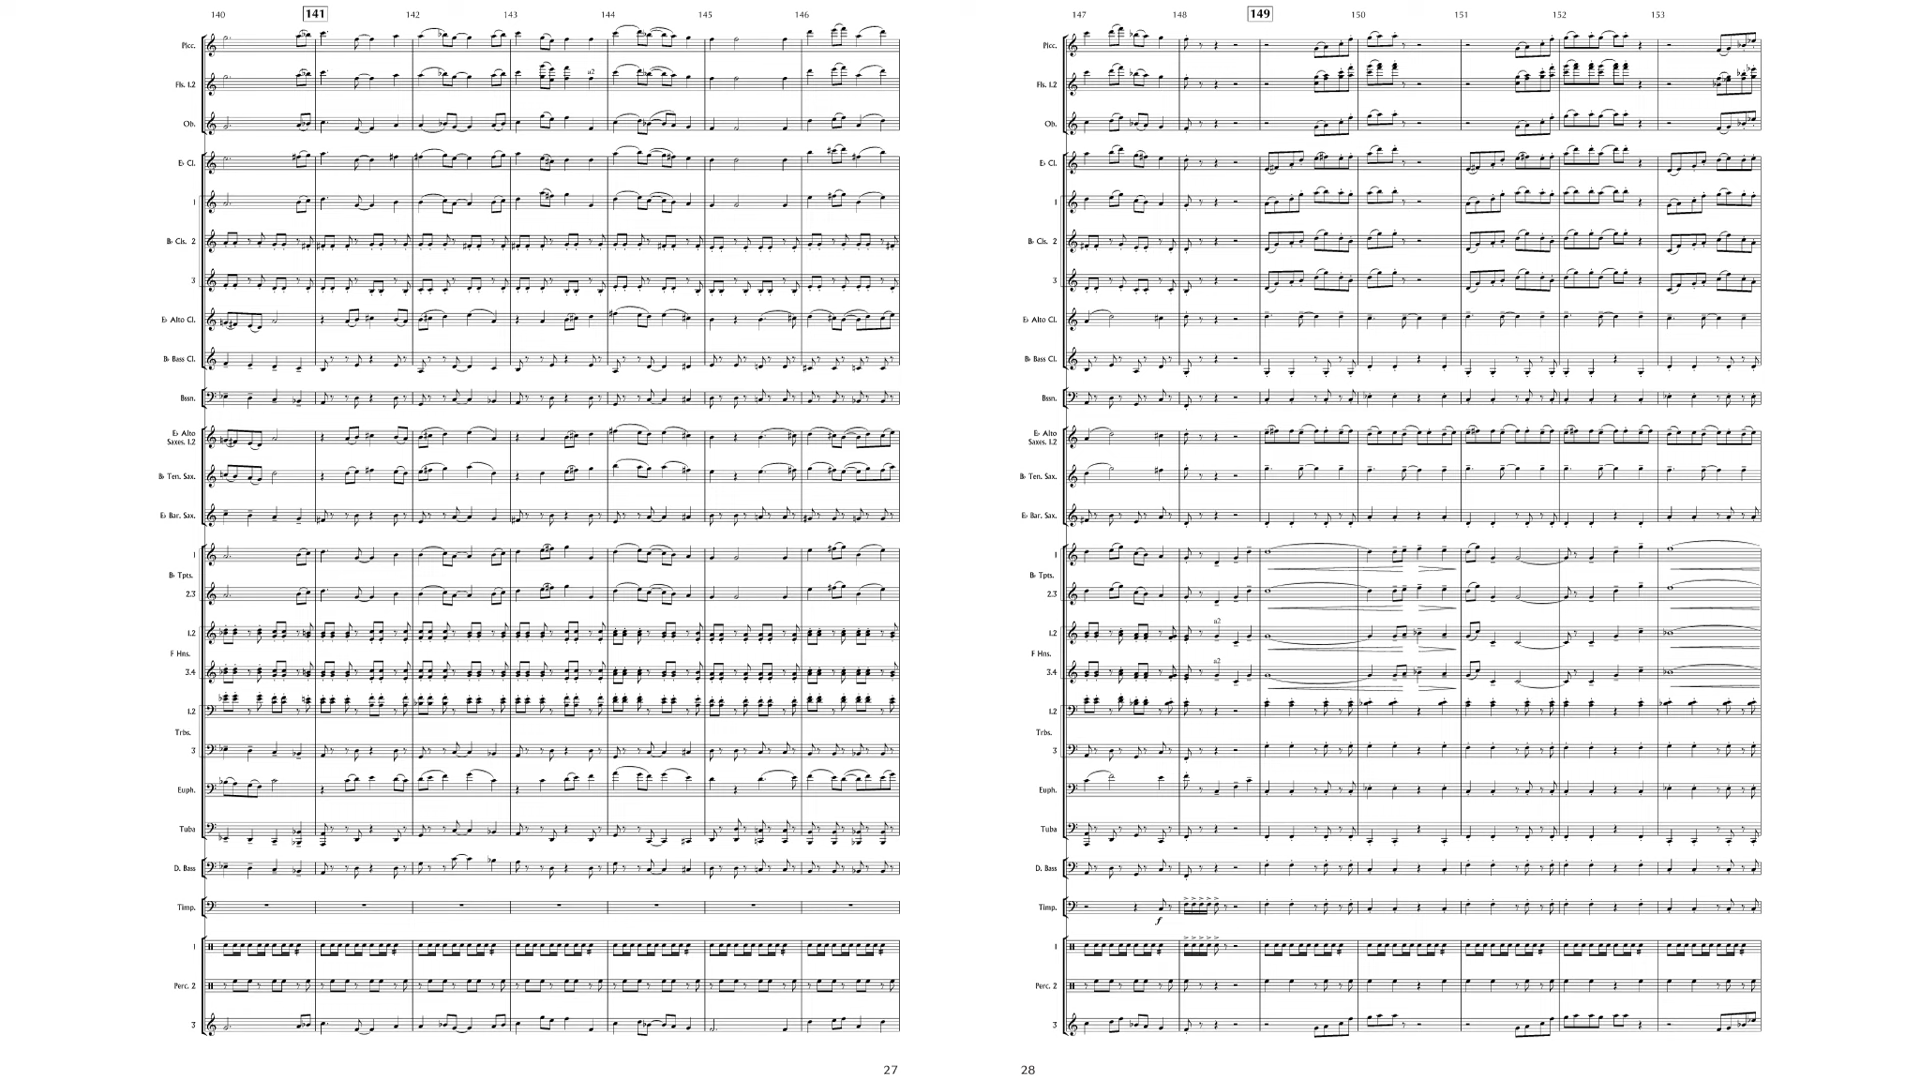 140 141 142 143 144 145 146
Picc.
Fls. 1.2
a2
Ob.
E♭ Cl.
1
B♭ Cls. 2
3
E♭ Alto Cl.
B♭ Bass Cl.
Bssn.
E♭ Alto
Saxes. 1.2
B♭ Ten. Sax.
E♭ Bar. Sax.
1
B♭ Tpts.
2.3
1.2
F Hns.
3.4
1.2
Trbs.
3
Euph.
Tuba
D. Bass
Timp.
1
Perc. 2
3
27
147 148 149 150 151 152 153
Picc.
Fls. 1.2
Ob.
E♭ Cl.
1
B♭ Cls. 2
3
E♭ Alto Cl.
B♭ Bass Cl.
Bssn.
E♭ Alto
Saxes. 1.2
B♭ Ten. Sax.
E♭ Bar. Sax.
1
B♭ Tpts.
2.3
a2
1.2
F Hns.
a2
3.4
1.2
Trbs.
3
Euph.
Tuba
D. Bass
Timp.
f
1
Perc. 2
3
28